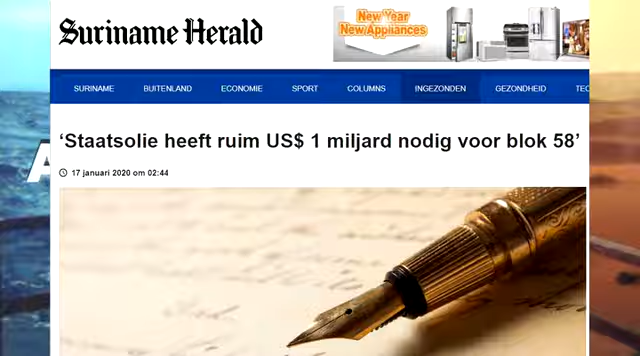 Suriname Herald
New Year
New Appliances
SURINAME BUITENLAND ECONOMIE SPORT COLUMNS INGEZONDEN GEZONDHEID TEC
‘Staatsolie heeft ruim US$ 1 miljard nodig voor blok 58’
17 januari 2020 om 02:44
A